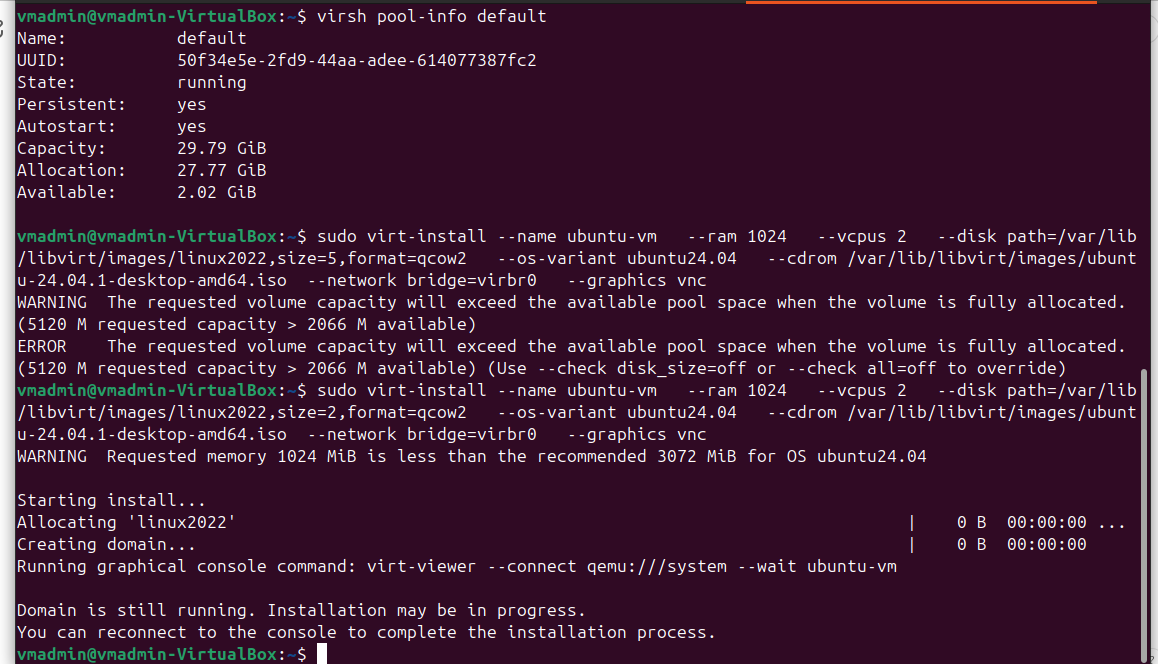 vmadmin@vmadmin-VirtualBox:~$ virsh pool-info default
Name:           default
UUID:           50f34e5e-2fd9-44aa-adee-614077387fc2
State:          running
Persistent:     yes
Autostart:      yes
Capacity:       29.79 GiB
Allocation:     27.77 GiB
Available:      2.02 GiB
vmadmin@vmadmin-VirtualBox:~$ sudo virt-install --name ubuntu-vm   --ram 1024   --vcpus 2   --disk path=/var/lib
/libvirt/images/linux2022,size=5,format=qcow2   --os-variant ubuntu24.04   --cdrom /var/lib/libvirt/images/ubunt
u-24.04.1-desktop-amd64.iso  --network bridge=virbr0   --graphics vnc
WARNING  The requested volume capacity will exceed the available pool space when the volume is fully allocated.
(5120 M requested capacity > 2066 M available)
ERROR    The requested volume capacity will exceed the available pool space when the volume is fully allocated.
(5120 M requested capacity > 2066 M available) (Use --check disk_size=off or --check all=off to override)
vmadmin@vmadmin-VirtualBox:~$ sudo virt-install --name ubuntu-vm   --ram 1024   --vcpus 2   --disk path=/var/lib
/libvirt/images/linux2022,size=2,format=qcow2   --os-variant ubuntu24.04   --cdrom /var/lib/libvirt/images/ubunt
u-24.04.1-desktop-amd64.iso  --network bridge=virbr0   --graphics vnc
WARNING  Requested memory 1024 MiB is less than the recommended 3072 MiB for OS ubuntu24.04
Starting install...
Allocating 'linux2022'                                                                   |    0 B  00:00:00 ...
Creating domain...                                                                       |    0 B  00:00:00
Running graphical console command: virt-viewer --connect qemu:///system --wait ubuntu-vm
Domain is still running. Installation may be in progress.
You can reconnect to the console to complete the installation process.
vmadmin@vmadmin-VirtualBox:~$